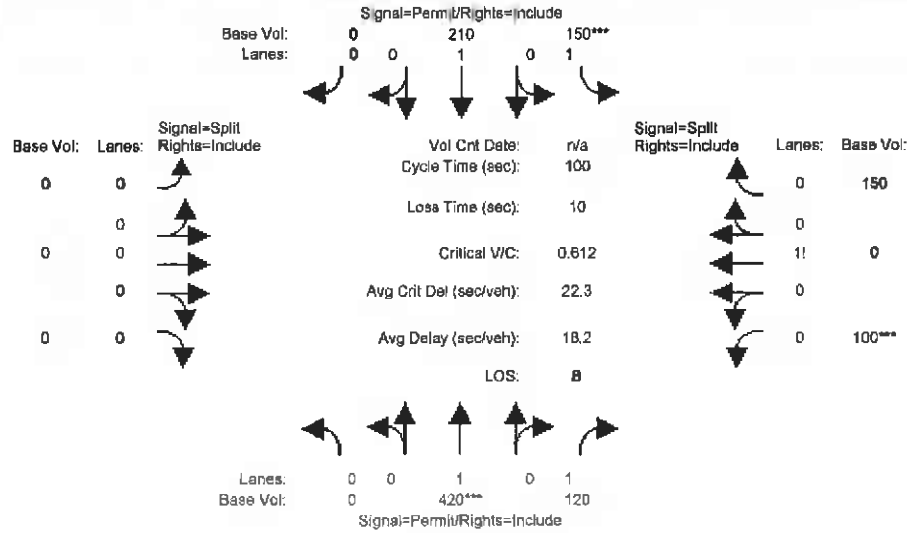 Signal=Permit/Rights=Include
Base Vol: 0 210 150***
Lanes: 0 0 1 0 1
Signal=Split
Rights=Include
Base Vol: Lanes:
0 0
0
0 0
0
0 0
Vol Cnt Date: n/a
Cycle Time (sec): 100
Loss Time (sec): 10
Critical V/C: 0.612
Avg Crit Del (sec/veh): 22.3
Avg Delay (sec/veh): 18.2
LOS: B
Signal=Split
Rights=Include
Lanes: Base Vol:
0 150
0
1! 0
0
0 100***
Lanes: 0 0 1 0 1
Base Vol: 0 420*** 120
Signal=Permit/Rights=Include